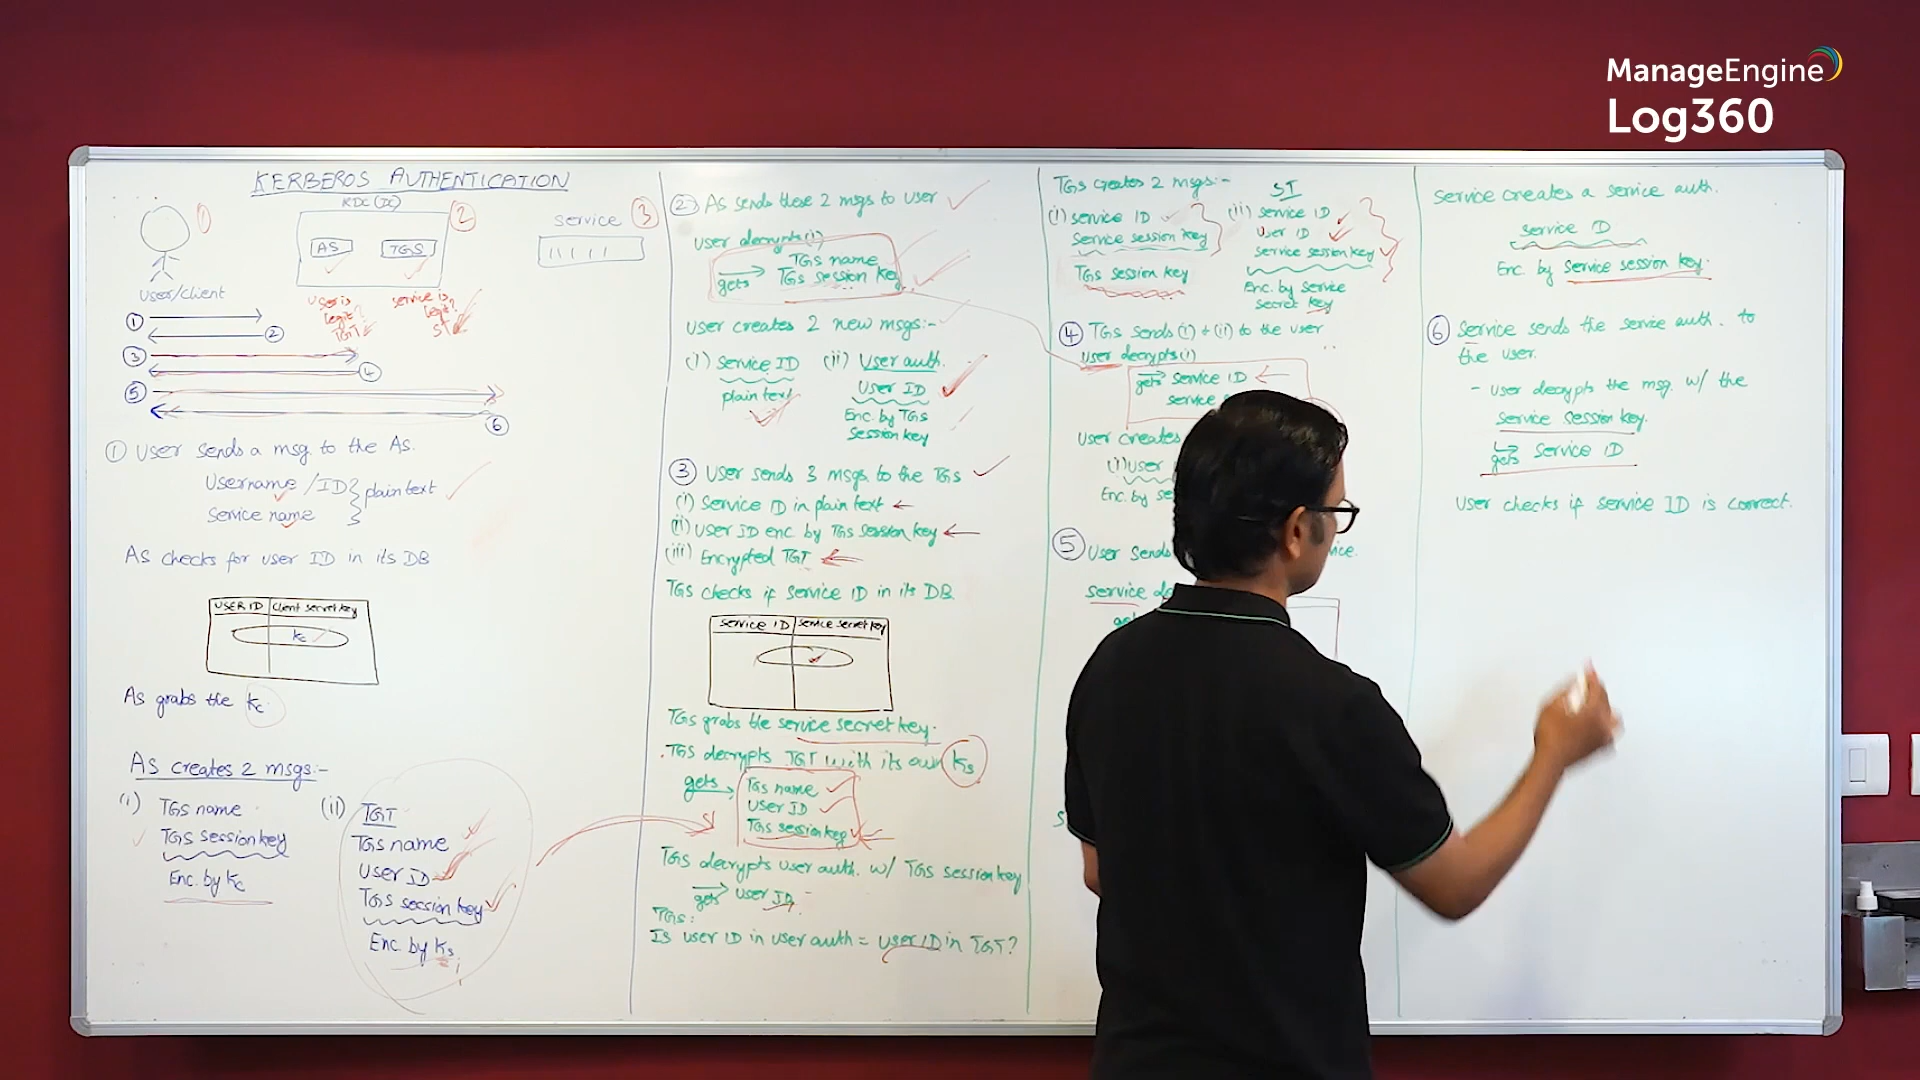 ManageEngine
Log360
KERBEROS AUTHENTICATION
KDC (DC)
1
2
service 3
AS
TGS
User/client
User is legit? TGT
service is legit? ST
1
2
3
4
5
6
1 User sends a msg to the AS.
Username / ID
plain text
Service name
AS checks for user ID in its DB
USER ID Client secret key
Kc
AS grabs the Kc
AS creates 2 msgs:-
(i) TGS name
TGS session key
Enc. by Kc
(ii) TGT
TGS name
User ID
TGS session key
Enc. by Ks
2 AS sends these 2 msgs to user
User decrypts (i)
gets TGS name
TGS session key
User creates 2 new msgs:-
(i) Service ID
plain text
(ii) User auth.
User ID
Enc. by TGS
Session key
3 User sends 3 msgs to the TGS
(i) Service ID in plain text
(ii) User ID enc. by TGS session key
(iii) Encrypted TGT
TGS checks if service ID in its DB
Service ID Service secret key
TGS grabs the service secret key.
TGS decrypts TGT with its own Ks
gets TGS name
User ID
TGS session key
TGS decrypts user auth. w/ TGS session key
gets user ID
TGS:
Is user ID in user auth = user ID in TGT?
TGS creates 2 msgs:-
(i) service ID
Service session key
TGS session key
ST
(ii) service ID
User ID
Service session key
Enc. by service
secret key
4 TGS sends (i) + (ii) to the user
User decrypts (i)
gets service ID
User creates
(i) User
Enc. by
5 User sends
service
Service creates a service auth.
service ID
Enc. by service session key.
6 Service sends the service auth. to
the user.
- User decrypts the msg. w/ the
Service session key.
gets service ID
User checks if service ID is correct.